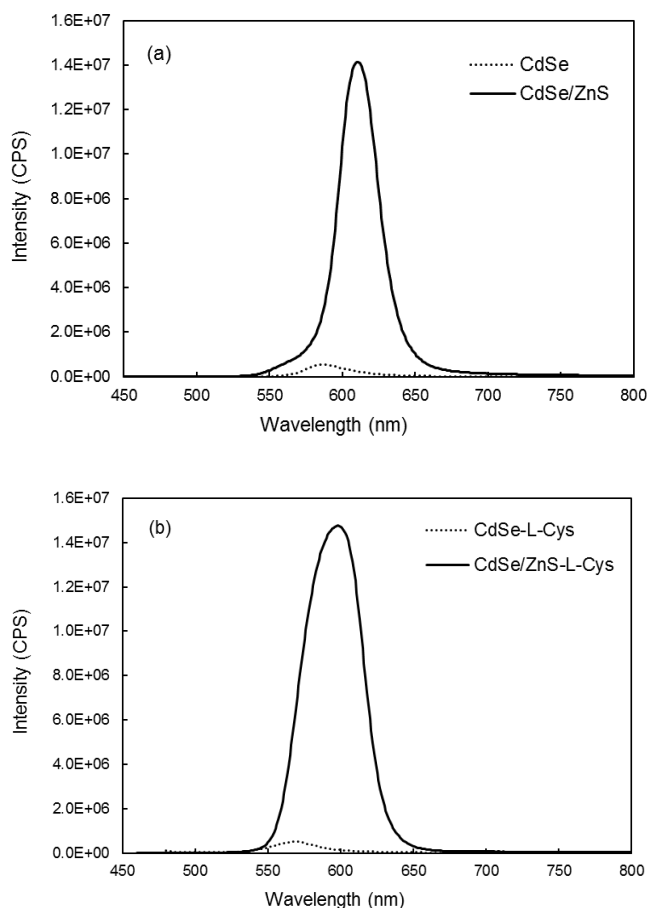 (a)
CdSe
CdSe/ZnS
Intensity (CPS)
1.6E+07
1.4E+07
1.2E+07
1.0E+07
8.0E+06
6.0E+06
4.0E+06
2.0E+06
0.0E+00
450 500 550 600 650 700 750 800
Wavelength (nm)
(b)
CdSe-L-Cys
CdSe/ZnS-L-Cys
Intensity (CPS)
1.6E+07
1.4E+07
1.2E+07
1.0E+07
8.0E+06
6.0E+06
4.0E+06
2.0E+06
0.0E+00
450 500 550 600 650 700 750 800
Wavelength (nm)